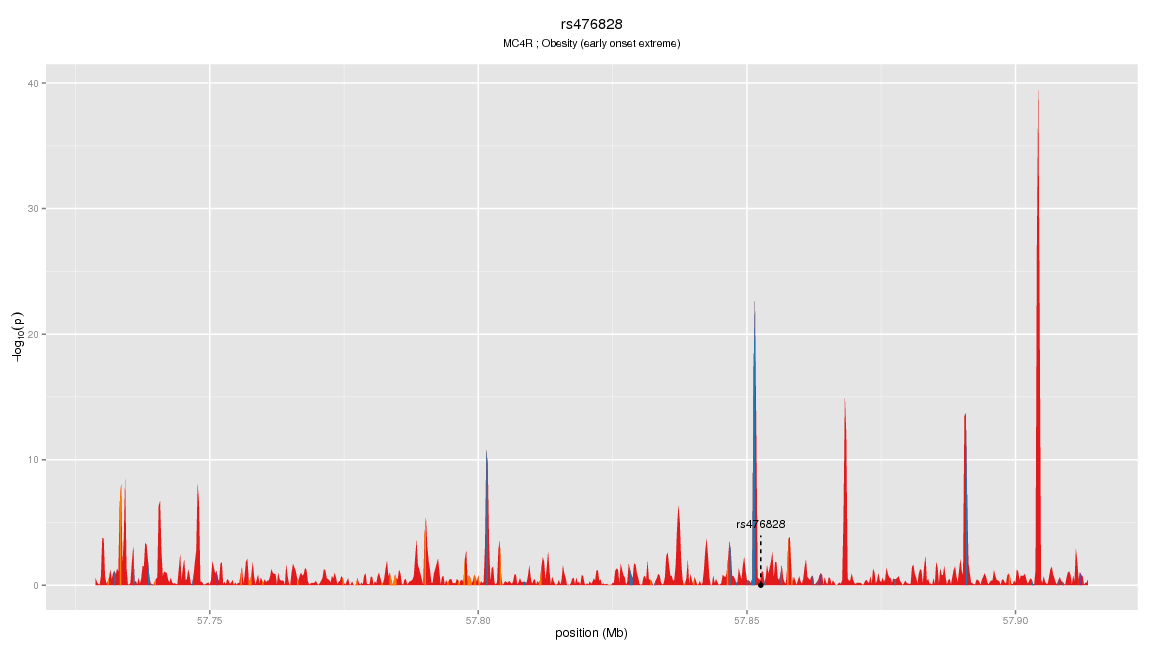 rs476828
MC4R ; Obesity (early onset extreme)
40
30
20
10
0
−log10(p)
rs476828
57.75
57.80
57.85
57.90
position (Mb)